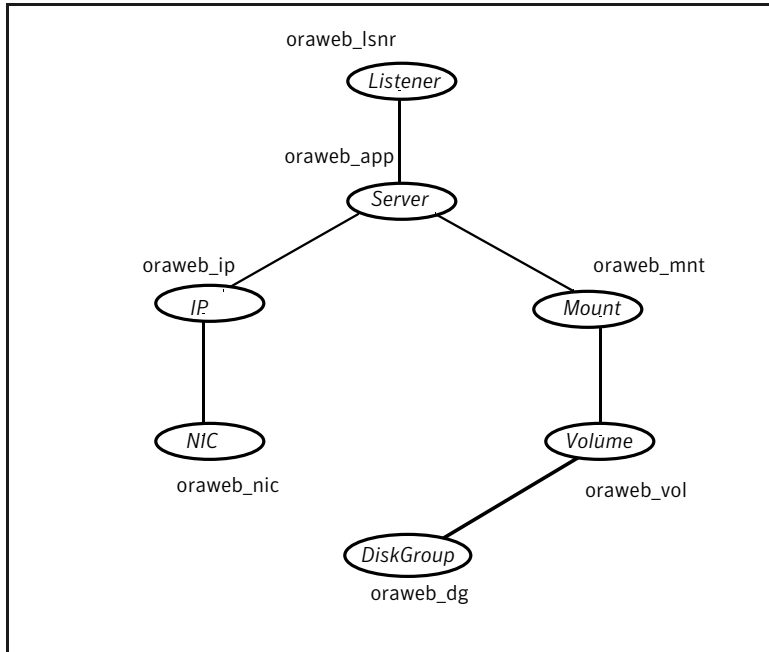 oraweb_lsnr
Listener
oraweb_app
Server
oraweb_ip
oraweb_mnt
IP
Mount
NIC
Volume
oraweb_nic
oraweb_vol
DiskGroup
oraweb_dg